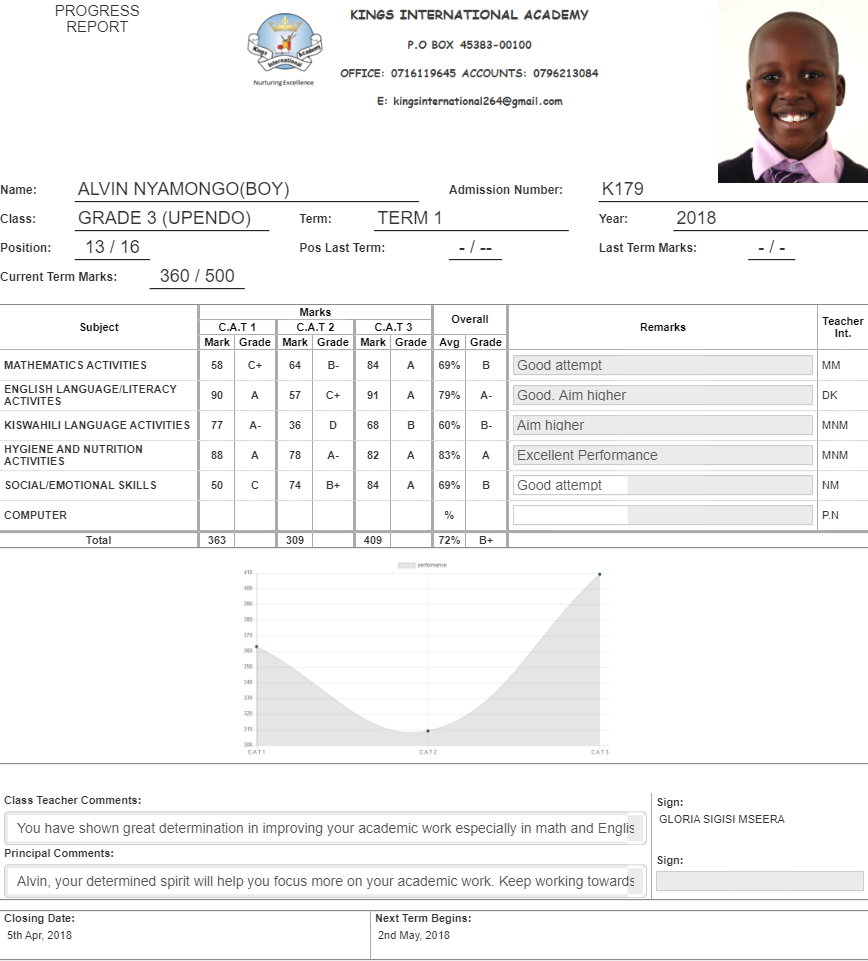 PROGRESS
REPORT
KINGS INTERNATIONAL ACADEMY
P.O BOX 45383-00100
OFFICE: 0716119645 ACCOUNTS: 0796213084
E: kingsinternational264@gmail.com
Kings International Academy
Nurturing Excellence
Name: ALVIN NYAMONGO(BOY) Admission Number: K179
Class: GRADE 3 (UPENDO) Term: TERM 1 Year: 2018
Position: 13 / 16 Pos Last Term: - / -- Last Term Marks: - / -
Current Term Marks: 360 / 500
Subject Marks Overall Remarks Teacher Int.
C.A.T 1 C.A.T 2 C.A.T 3
Mark Grade Mark Grade Mark Grade Avg Grade
MATHEMATICS ACTIVITIES 58 C+ 64 B- 84 A 69% B Good attempt MM
ENGLISH LANGUAGE/LITERACY ACTIVITES 90 A 57 C+ 91 A 79% A- Good. Aim higher DK
KISWAHILI LANGUAGE ACTIVITIES 77 A- 36 D 68 B 60% B- Aim higher MNM
HYGIENE AND NUTRITION ACTIVITIES 88 A 78 A- 82 A 83% A Excellent Performance MNM
SOCIAL/EMOTIONAL SKILLS 50 C 74 B+ 84 A 69% B Good attempt NM
COMPUTER % P.N
Total 363 309 409 72% B+
performance
410
400
390
380
370
360
350
340
330
320
310
300
C.A.T 1 C.A.T 2 C.A.T 3
Class Teacher Comments:
You have shown great determination in improving your academic work especially in math and Englis
Sign:
GLORIA SIGISI MSEERA
Principal Comments:
Alvin, your determined spirit will help you focus more on your academic work. Keep working towards
Sign:
Closing Date: Next Term Begins:
5th Apr, 2018 2nd May, 2018